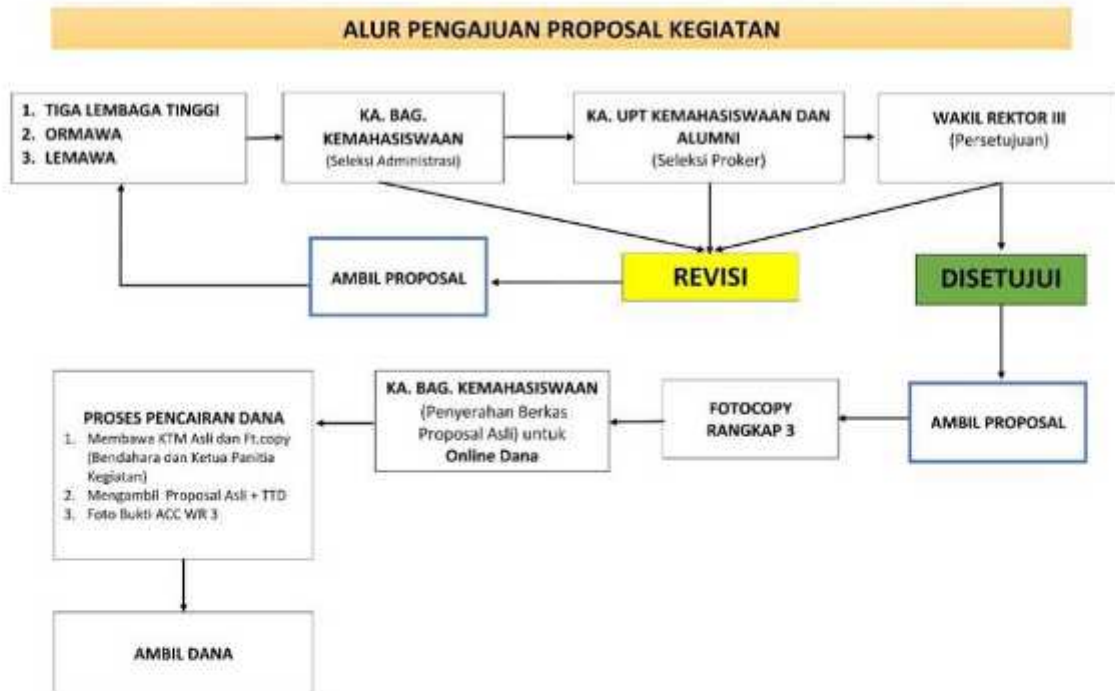 ALUR PENGAJUAN PROPOSAL KEGIATAN
1. TIGA LEMBAGA TINGGI
2. ORMAWA
3. LEMAWA
KA. BAG.
KEMAHASISWAAN
(Seleksi Administrasi)
KA. UPT KEMAHASISWAAN DAN
ALUMNI
(Seleksi Proker)
WAKIL REKTOR III
(Persetujuan)
AMBIL PROPOSAL
REVISI
DISETUJUI
PROSES PENCAIRAN DANA
1. Membawa KTM Asli dan Ft.copy
(Bendahara dan Ketua Panitia
Kegiatan)
2. Mengambil Proposal Asli + TTD
3. Foto Bukti ACC WR 3
KA. BAG. KEMAHASISWAAN
(Penyerahan Berkas
Proposal Asli) untuk
Online Dana
FOTOCOPY
RANGKAP 3
AMBIL PROPOSAL
AMBIL DANA